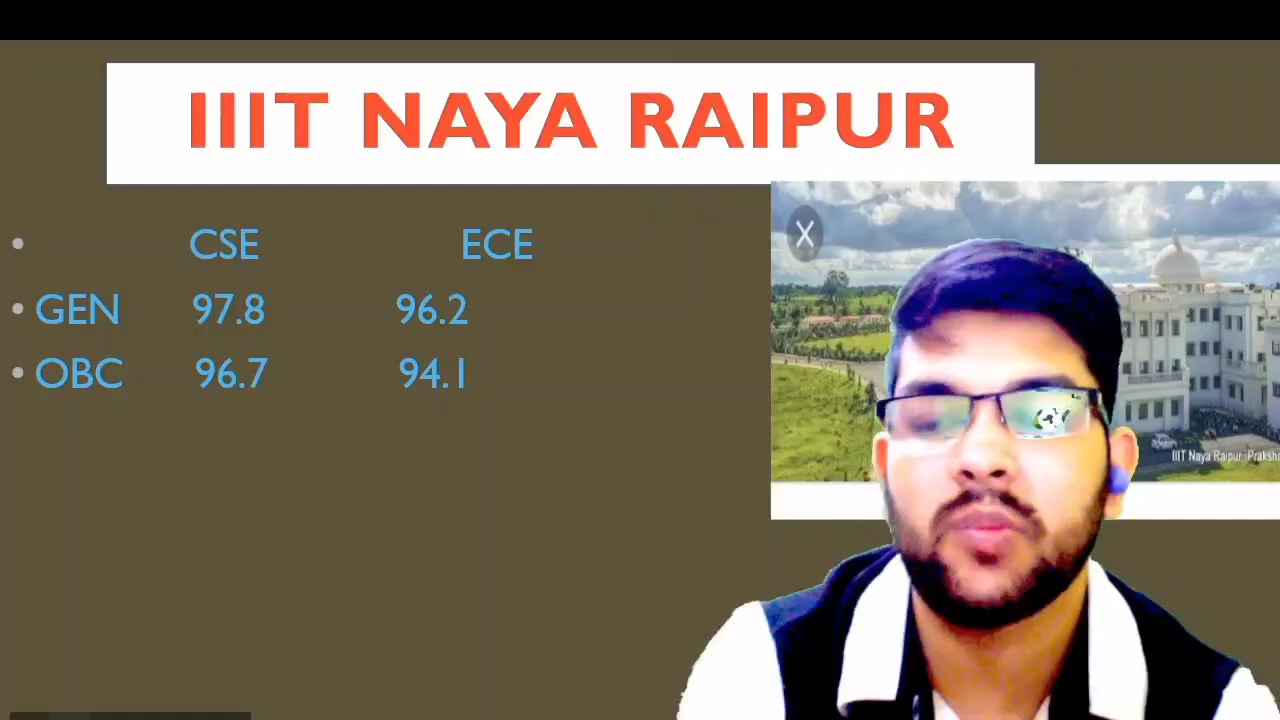 IIIT NAYA RAIPUR
CSE ECE
GEN 97.8 96.2
OBC 96.7 94.1
IIIT Naya Raipur Praksha